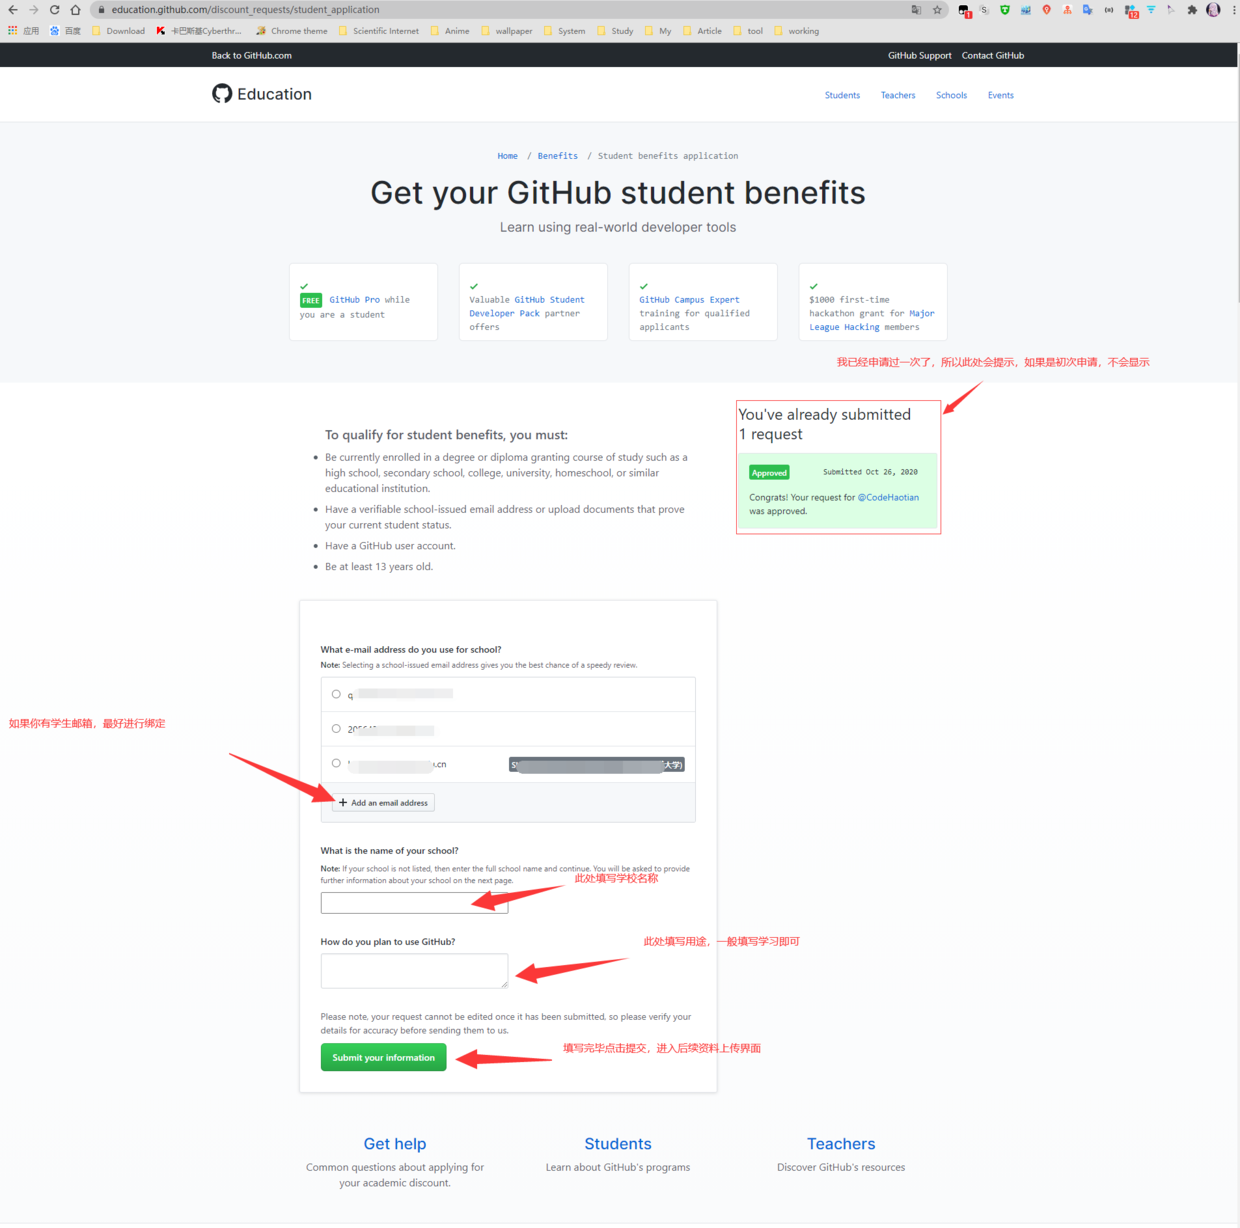 education.github.com/discount_requests/student_application
应用 百度 Download 卡巴斯基Cyberthr... Chrome theme Scientific Internet Anime wallpaper System Study My Article tool working
Back to GitHub.com GitHub Support Contact GitHub
Education Students Teachers Schools Events
Home / Benefits / Student benefits application
Get your GitHub student benefits
Learn using real-world developer tools
FREE GitHub Pro while
you are a student
Valuable GitHub Student
Developer Pack partner
offers
GitHub Campus Expert
training for qualified
applicants
$1000 first-time
hackathon grant for Major
League Hacking members
我已经申请过一次了，所以此处会提示，如果是初次申请，不会显示
You've already submitted
1 request
Approved Submitted Oct 26, 2020
Congrats! Your request for @CodeHaotian
was approved.
To qualify for student benefits, you must:
Be currently enrolled in a degree or diploma granting course of study such as a
high school, secondary school, college, university, homeschool, or similar
educational institution.
Have a verifiable school-issued email address or upload documents that prove
your current student status.
Have a GitHub user account.
Be at least 13 years old.
What e-mail address do you use for school?
Note: Selecting a school-issued email address gives you the best chance of a speedy review.
q
.cn 大学)
如果你有学生邮箱，最好进行绑定
+ Add an email address
What is the name of your school?
Note: If your school is not listed, then enter the full school name and continue. You will be asked to provide
further information about your school on the next page.
此处填写学校名称
How do you plan to use GitHub?
此处填写用途，一般填写学习即可
Please note, your request cannot be edited once it has been submitted, so please verify your
details for accuracy before sending them to us.
Submit your information
填写完毕点击提交，进入后续资料上传界面
Get help
Common questions about applying for
your academic discount.
Students
Learn about GitHub's programs
Teachers
Discover GitHub's resources